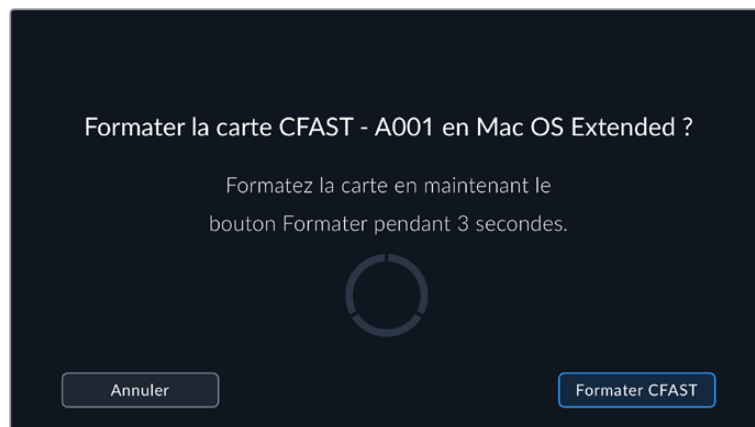 Formater la carte CFAST - A001 en Mac OS Extended ?
Formatez la carte en maintenant le
bouton Formater pendant 3 secondes.
Annuler
Formater CFAST